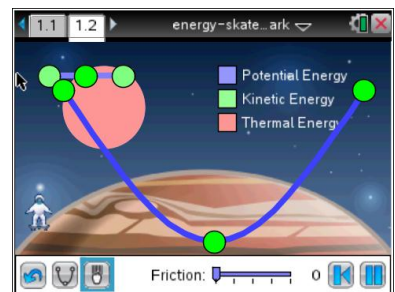 1.1 1.2 energy-skate...ark
Potential Energy
Kinetic Energy
Thermal Energy
Friction: 0